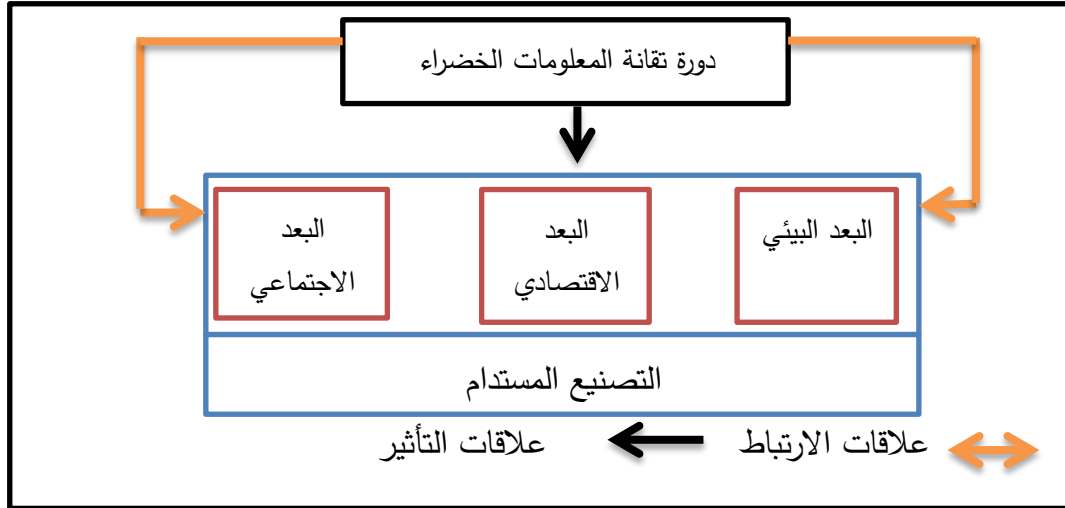 دورة تقانة المعلومات الخضراء
البعد البيئي
البعد
الاقتصادي
البعد
الاجتماعي
التصنيع المستدام
علاقات الارتباط
علاقات التأثير